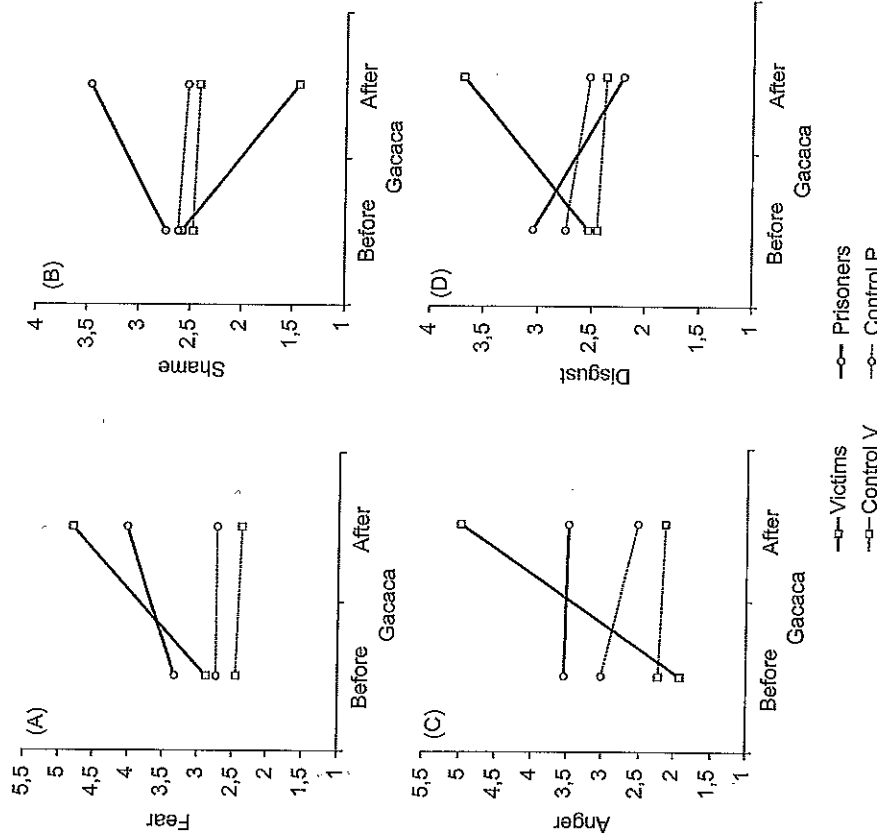 (A)
5,5
5
4,5
4
3,5
3
2,5
2
1,5
1
Fear
Before
After
Gacaca
(B)
4
3,5
3
2,5
2
1,5
1
Shame
Before
After
Gacaca
(C)
5,5
5
4,5
4
3,5
3
2,5
2
1,5
1
Anger
Before
After
Gacaca
(D)
4
3,5
3
2,5
2
1,5
1
Disgust
Before
After
Gacaca
Victims
Prisoners
Control V
Control P